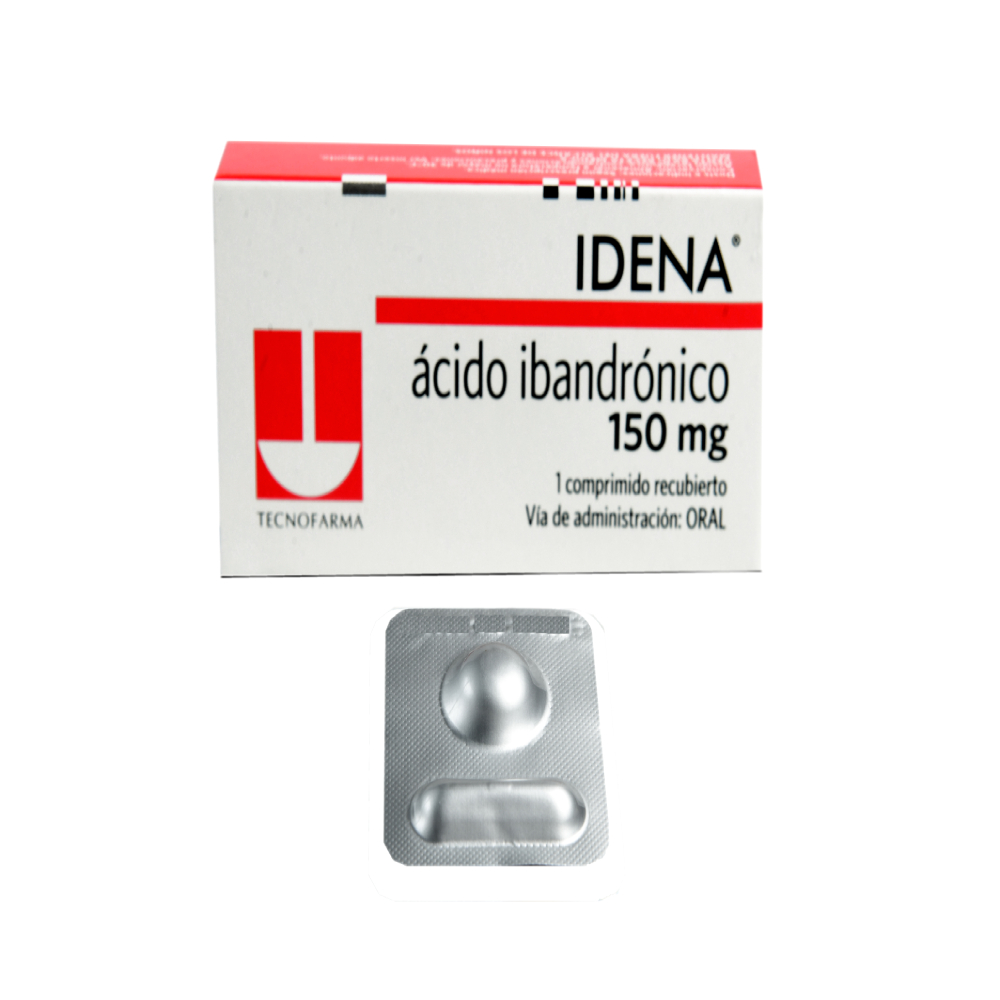 IDENA®
ácido ibandrónico
150 mg
1 comprimido recubierto
Vía de administración: ORAL
TECNOFARMA